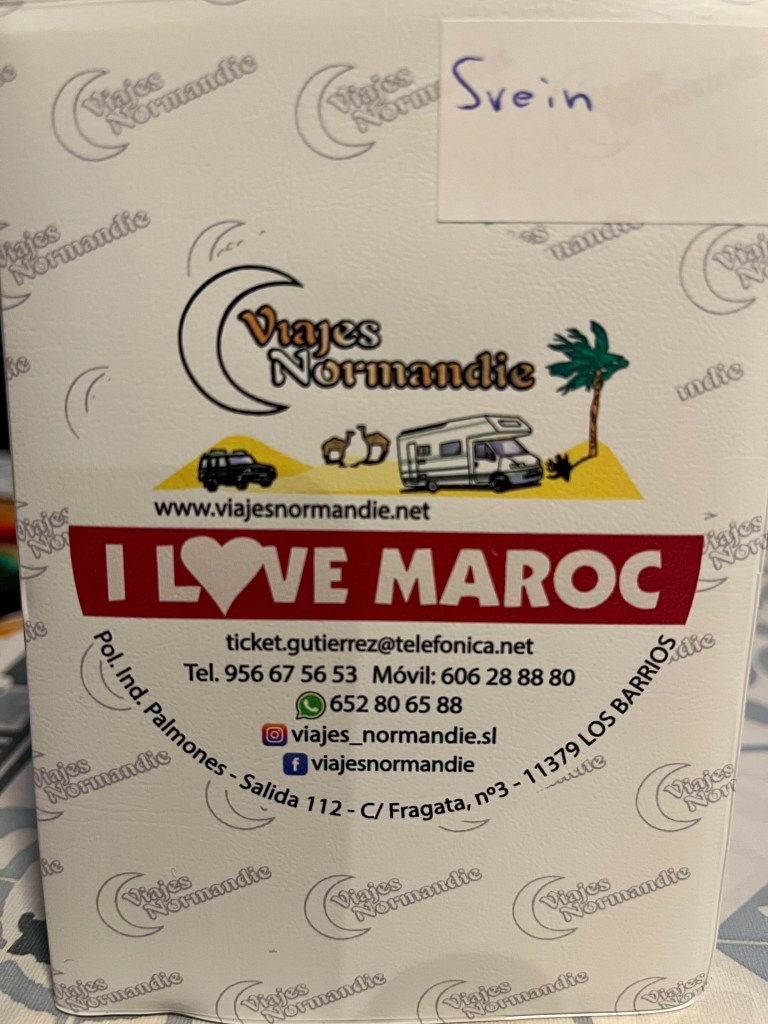 Svein
Viajes
Normandie
www.viajesnormandie.net
I LOVE MAROC
ticket.gutierrez@telefonica.net
Tel. 956 67 56 53 Móvil: 606 28 88 80
652 80 65 88
viajes_normandie.sl
viajesnormandie
Pol. Ind. Palmones - Salida 112 - C/ Fragata, nº3 - 11379 LOS BARRIOS